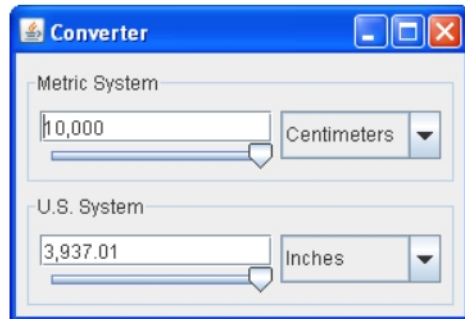 Converter
Metric System
10,000
Centimeters
U.S. System
3,937.01
Inches